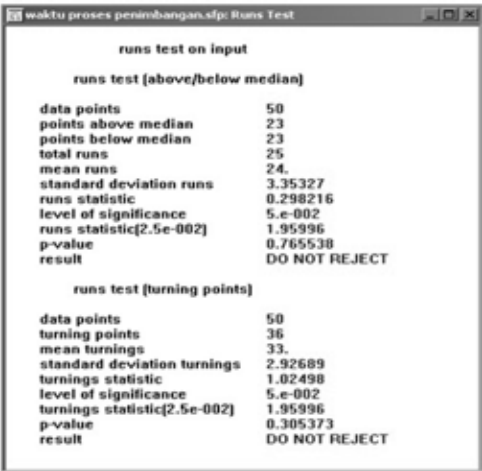 waktu proses penimbangan.sfp: Runs Test
runs test on input
runs test (above/below median)
data points 50
points above median 23
points below median 23
total runs 25
mean runs 24.
standard deviation runs 3.35327
runs statistic 0.298216
level of significance 5.e-002
runs statistic(2.5e-002) 1.95996
p-value 0.765538
result DO NOT REJECT
runs test (turning points)
data points 50
turning points 36
mean turnings 33.
standard deviation turnings 2.92689
turnings statistic 1.02498
level of significance 5.e-002
turnings statistic(2.5e-002) 1.95996
p-value 0.305373
result DO NOT REJECT